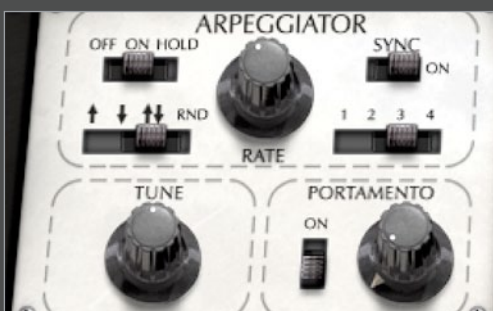 ARPEGGIATOR
OFF ON HOLD
SYNC
ON
RND
1 2 3 4
RATE
TUNE
PORTAMENTO
ON